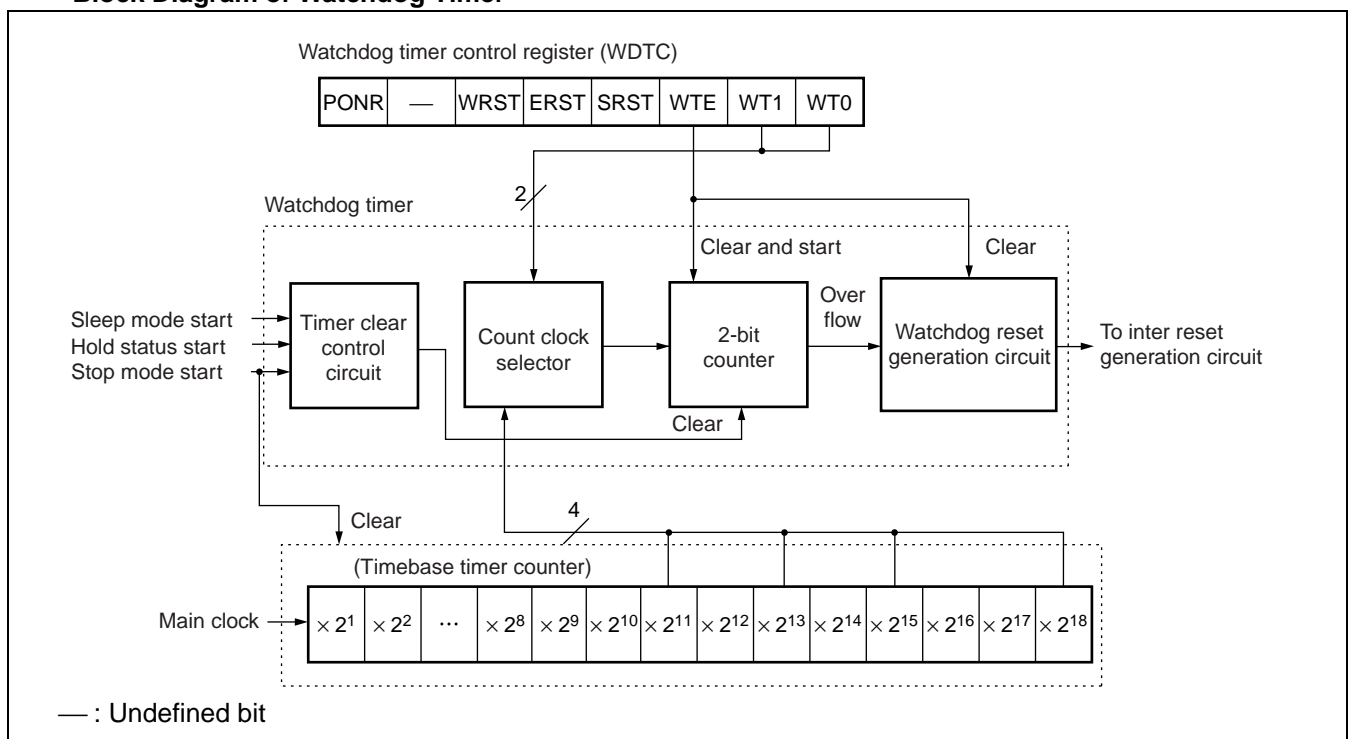 Block Diagram of Watchdog Timer
Watchdog timer control register (WDTC)
PONR — WRST ERST SRST WTE WT1 WT0
2
Watchdog timer
Clear and start
Clear
Sleep mode start
Hold status start
Stop mode start
Timer clear
control
circuit
Count clock
selector
2-bit
counter
Over
flow
Watchdog reset
generation circuit
To inter reset
generation circuit
Clear
4
Clear
(Timebase timer counter)
Main clock
× 2¹ × 2² ... × 2⁸ × 2⁹ × 2¹⁰ × 2¹¹ × 2¹² × 2¹³ × 2¹⁴ × 2¹⁵ × 2¹⁶ × 2¹⁷ × 2¹⁸
— : Undefined bit